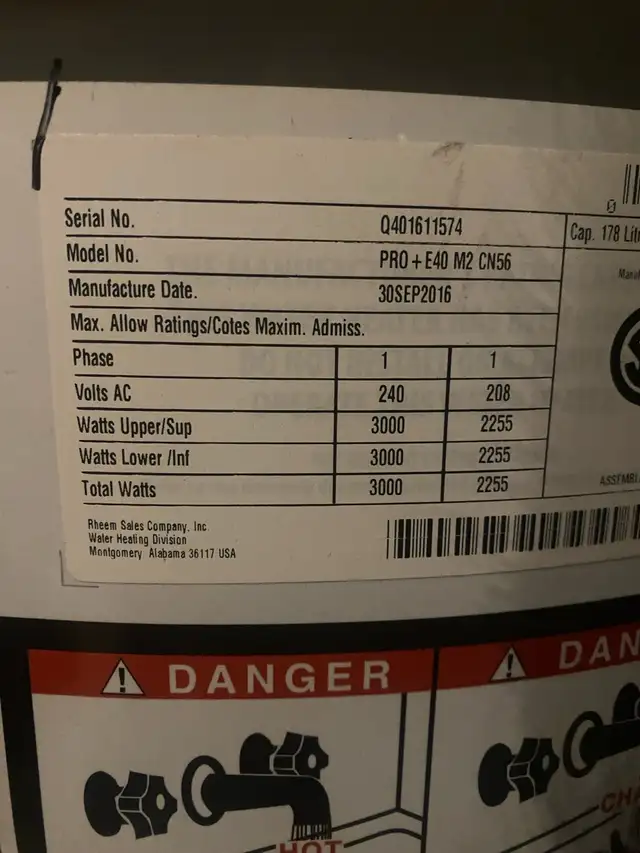 Serial No. Q401611574 Cap. 178
Model No. PRO+E40 M2 CN56
Manufacture Date. 30SEP2016
Max. Allow Ratings/Cotes Maxim. Admiss.
Phase 1 1
Volts AC 240 208
Watts Upper/Sup 3000 2255
Watts Lower /Inf 3000 2255
Total Watts 3000 2255
Rheem Sales Company, Inc.
Water Heating Division
Montgomery Alabama 36117 USA
DANGER
HOT